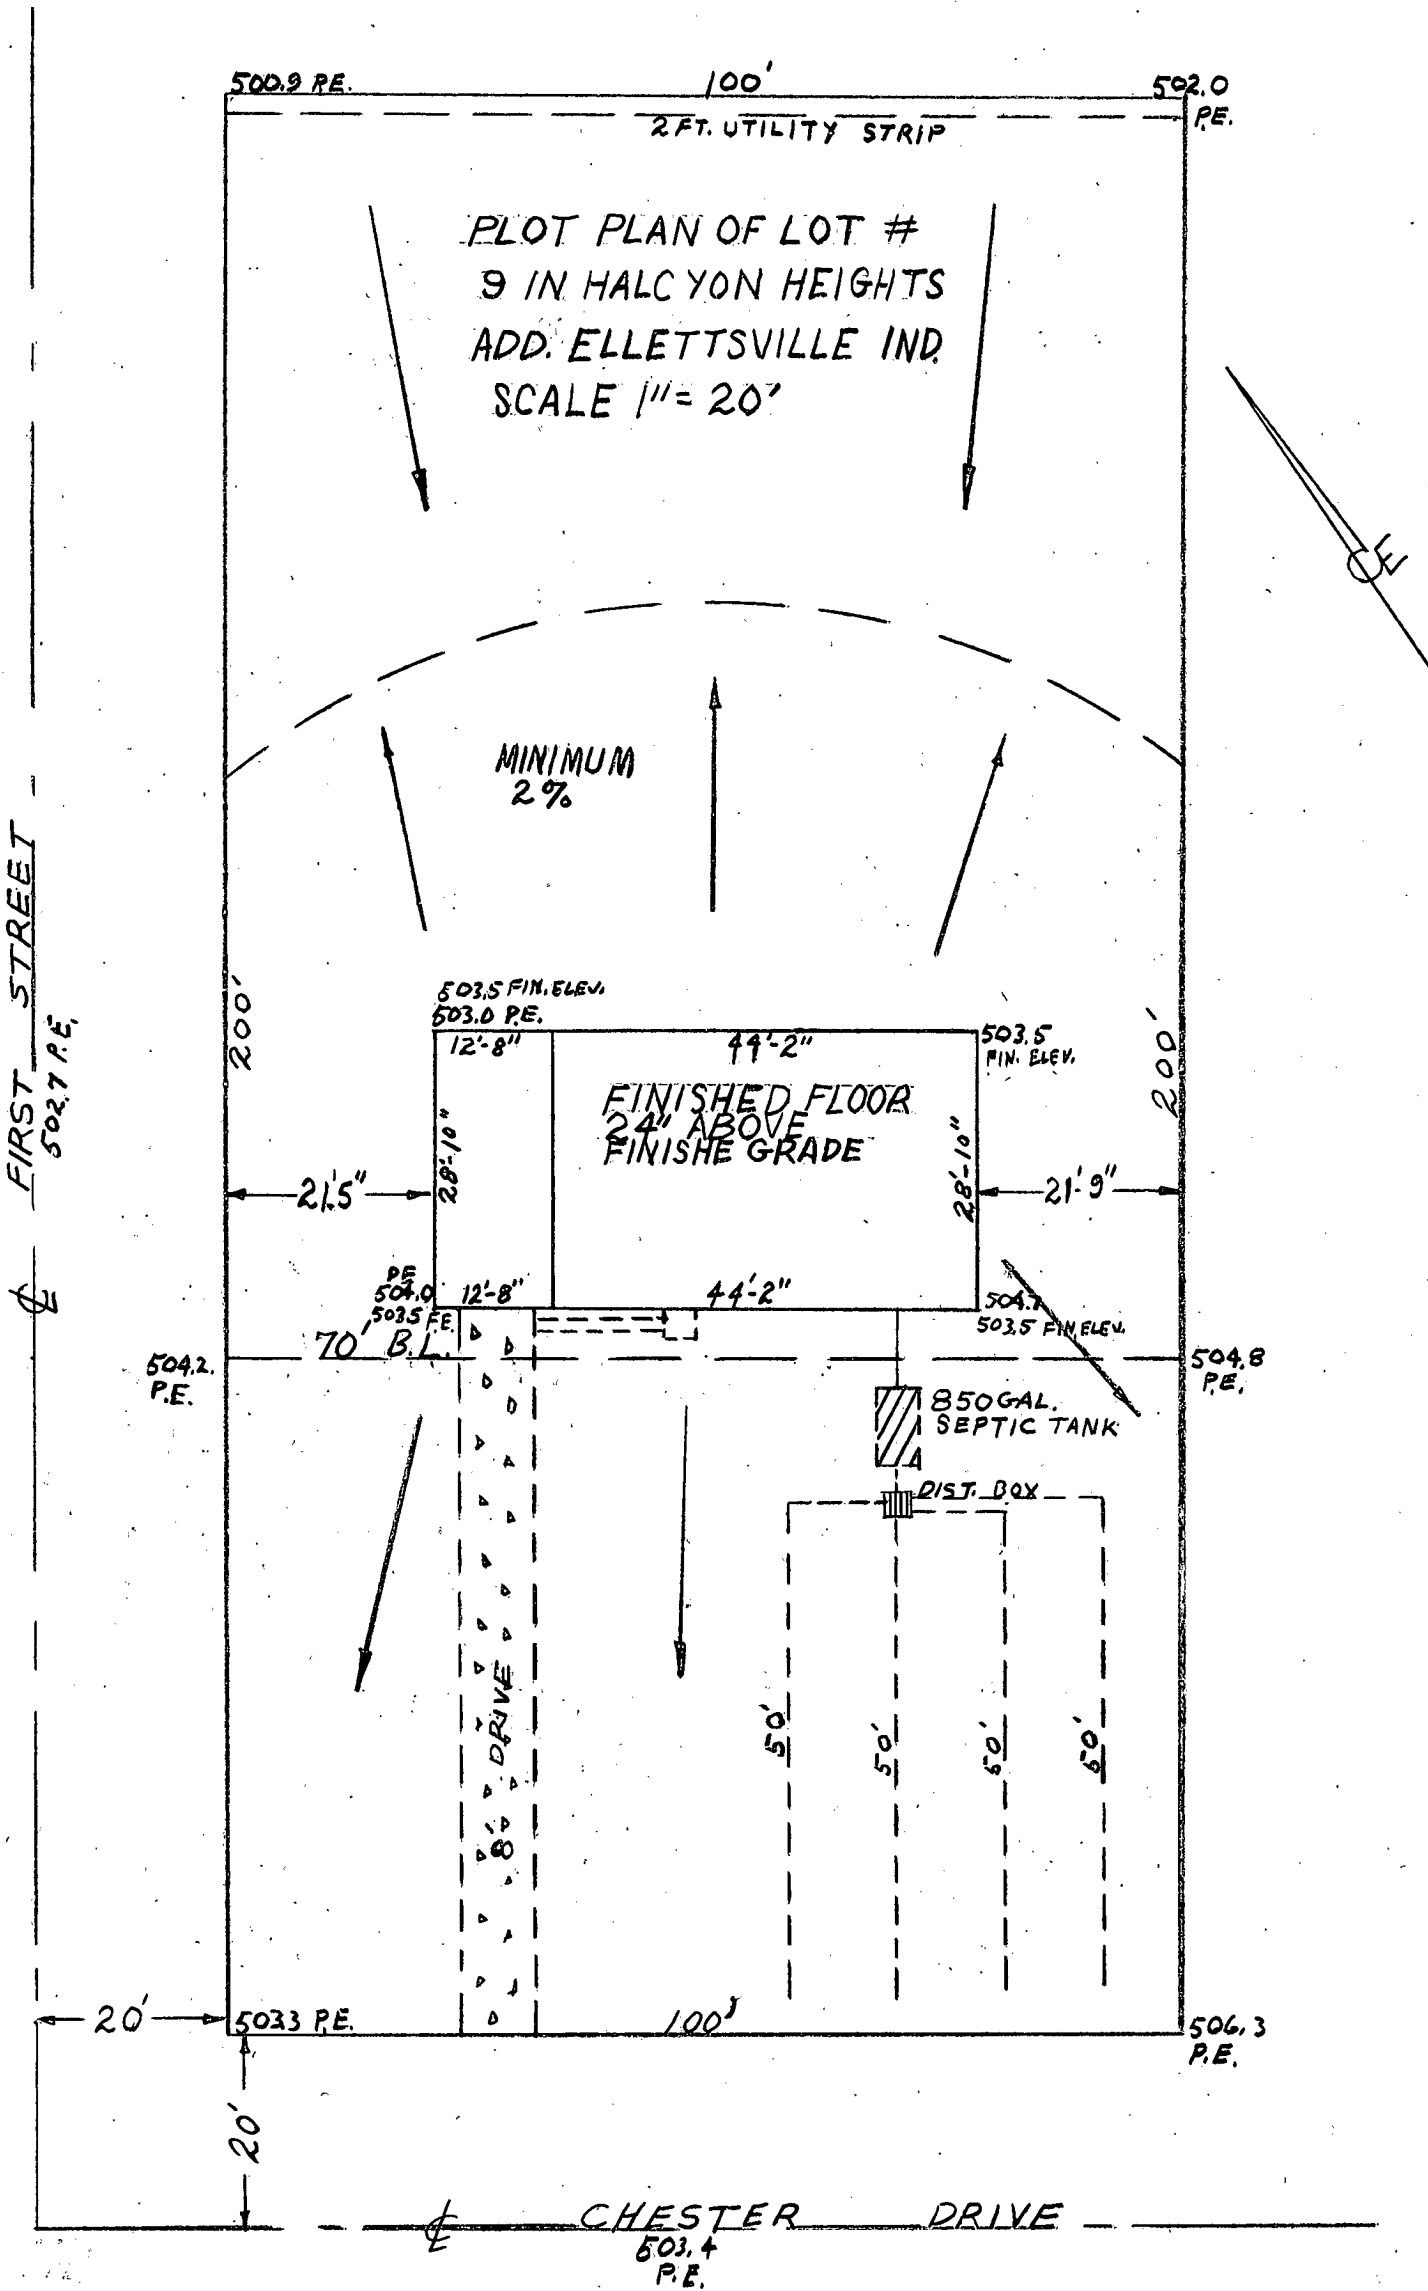 500.9 P.E.
100'
502.0
P.E.
2 FT. UTILITY STRIP
PLOT PLAN OF LOT #
9 IN HALCYON HEIGHTS
ADD. ELLETTSVILLE IND.
SCALE 1"= 20'
E
MINIMUM
2%
FIRST STREET
502.7 P.E.
200'
200'
503.5 FIN. ELEV.
503.0 P.E.
12'-8"
44'-2"
503.5
FIN. ELEV.
FINISHED FLOOR
24" ABOVE
FINISHE GRADE
28'-10"
28'-10"
21'5"
21'-9"
P.E.
504.0
503.5 F.E.
12'-8"
44'-2"
504.7
503.5 FIN. ELEV.
70' B.L.
504.2
P.E.
504.8
P.E.
850 GAL.
SEPTIC TANK
DIST. BOX
8' DRIVE
50'
50'
50'
50'
20'
503.3 P.E.
100'
506.3
P.E.
20'
℄ CHESTER DRIVE
503.4
P.E.
℄